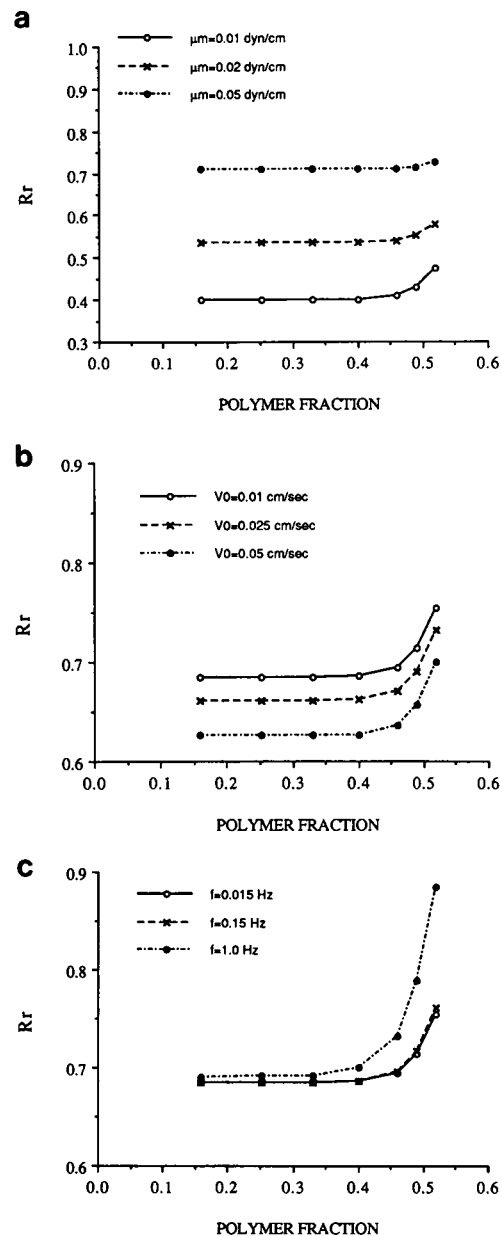 a
μm=0.01 dyn/cm
μm=0.02 dyn/cm
μm=0.05 dyn/cm
1.0
0.9
0.8
0.7
0.6
0.5
0.4
0.3
Rr
0.0 0.1 0.2 0.3 0.4 0.5 0.6
POLYMER FRACTION
b
V0=0.01 cm/sec
V0=0.025 cm/sec
V0=0.05 cm/sec
0.9
0.8
0.7
0.6
Rr
0.0 0.1 0.2 0.3 0.4 0.5 0.6
POLYMER FRACTION
c
f=0.015 Hz
f=0.15 Hz
f=1.0 Hz
0.9
0.8
0.7
0.6
Rr
0.0 0.1 0.2 0.3 0.4 0.5 0.6
POLYMER FRACTION